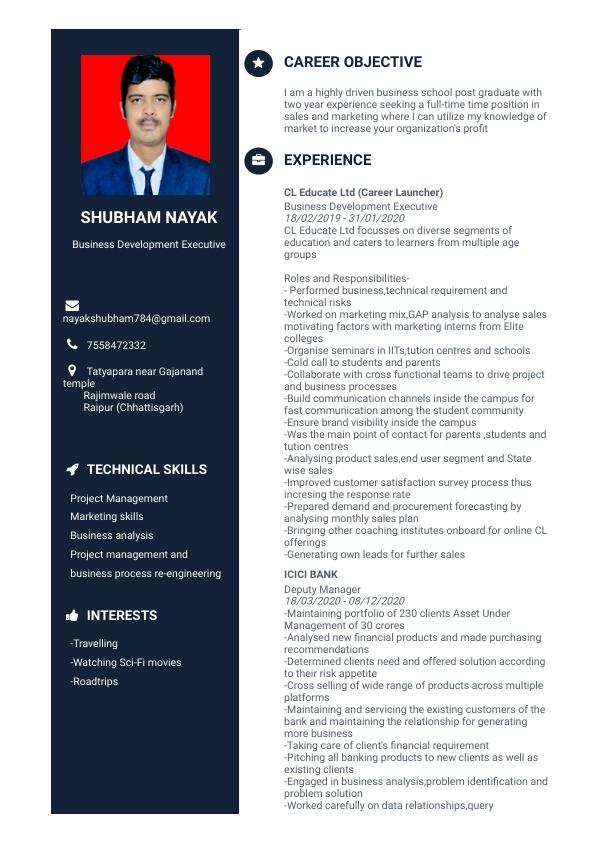 SHUBHAM NAYAK
Business Development Executive
nayakshubham784@gmail.com
7558472332
Tatyapara near Gajanand
temple
Rajimwale road
Raipur (Chhattisgarh)
TECHNICAL SKILLS
Project Management
Marketing skills
Business analysis
Project management and
business process re-engineering
INTERESTS
-Travelling
-Watching Sci-Fi movies
-Roadtrips
CAREER OBJECTIVE
I am a highly driven business school post graduate with
two year experience seeking a full-time time position in
sales and marketing where I can utilize my knowledge of
market to increase your organization's profit
EXPERIENCE
CL Educate Ltd (Career Launcher)
Business Development Executive
18/02/2019 - 31/01/2020
CL Educate Ltd focusses on diverse segments of
education and caters to learners from multiple age
groups
Roles and Responsibilities-
- Performed business,technical requirement and
technical risks
-Worked on marketing mix,GAP analysis to analyse sales
motivating factors with marketing interns from Elite
colleges
-Organise seminars in IITs,tution centres and schools
-Cold call to students and parents
-Collaborate with cross functional teams to drive project
and business processes
-Build communication channels inside the campus for
fast communication among the student community
-Ensure brand visibility inside the campus
-Was the main point of contact for parents ,students and
tution centres
-Analysing product sales,end user segment and State
wise sales
-Improved customer satisfaction survey process thus
incresing the response rate
-Prepared demand and procurement forecasting by
analysing monthly sales plan
-Bringing other coaching institutes onboard for online CL
offerings
-Generating own leads for further sales
ICICI BANK
Deputy Manager
18/03/2020 - 08/12/2020
-Maintaining portfolio of 230 clients Asset Under
Management of 30 crores
-Analysed new financial products and made purchasing
recommendations
-Determined clients need and offered solution according
to their risk appetite
-Cross selling of wide range of products across multiple
platforms
-Maintaining and servicing the existing customers of the
bank and maintaining the relationship for generating
more business
-Taking care of client's financial requirement
-Pitching all banking products to new clients as well as
existing clients
-Engaged in business analysis,problem identification and
problem solution
-Worked carefully on data relationships,query